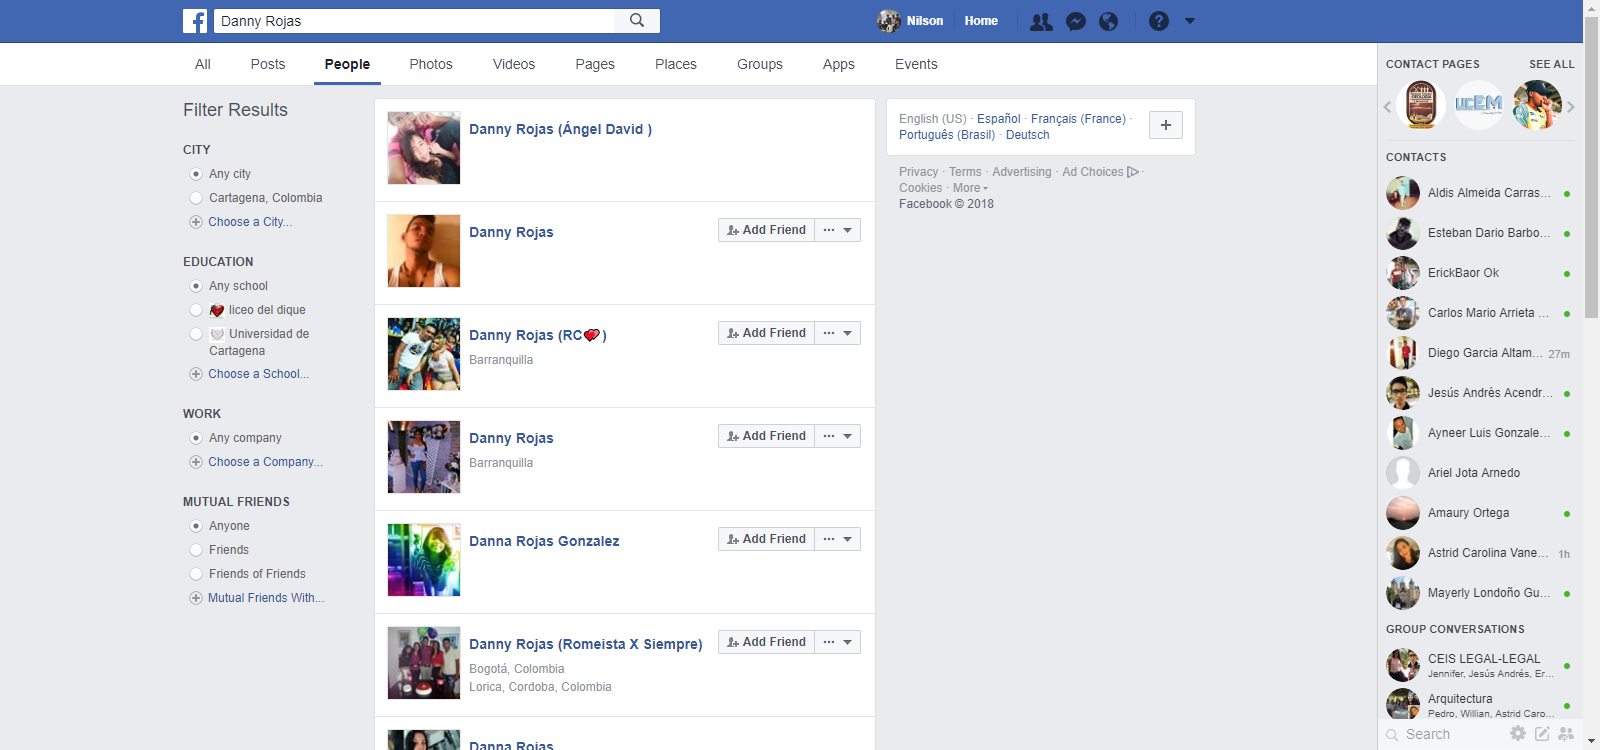 Danny Rojas
Nilson
Home
All
Posts
People
Photos
Videos
Pages
Places
Groups
Apps
Events
Filter Results
CITY
Any city
Cartagena, Colombia
Choose a City...
EDUCATION
Any school
liceo del dique
Universidad de
Cartagena
Choose a School...
WORK
Any company
Choose a Company...
MUTUAL FRIENDS
Anyone
Friends
Friends of Friends
Mutual Friends With...
Danny Rojas (Ángel David )
Danny Rojas
Add Friend
Danny Rojas (RC💕)
Barranquilla
Add Friend
Danny Rojas
Barranquilla
Add Friend
Danna Rojas Gonzalez
Add Friend
Danny Rojas (Romeista X Siempre)
Bogotá, Colombia
Lorica, Cordoba, Colombia
Add Friend
Danna Rojas
English (US) · Español · Français (France) ·
Português (Brasil) · Deutsch
Privacy · Terms · Advertising · Ad Choices ·
Cookies · More
Facebook © 2018
CONTACT PAGES
SEE ALL
UCEM
CONTACTS
Aldis Almeida Carras...
Esteban Dario Barbo...
ErickBaor Ok
Carlos Mario Arrieta ...
Diego Garcia Altam... 27m
Jesús Andrés Acendr...
Ayneer Luis Gonzale...
Ariel Jota Arnedo
Amaury Ortega
Astrid Carolina Vane... 1h
Mayerly Londoño Gu...
GROUP CONVERSATIONS
CEIS LEGAL-LEGAL
Jennifer, Jesús Andrés, Er...
Arquitectura
Pedro, Willian, Astrid Caro...
Search